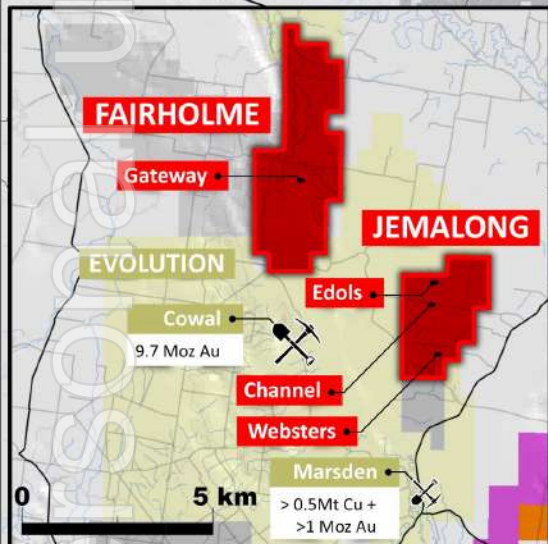 FAIRHOLME
Gateway
JEMALONG
EVOLUTION
Edols
Cowal
9.7 Moz Au
Channel
Websters
Marsden
> 0.5Mt Cu +
>1 Moz Au
0 5 km
rsonal u